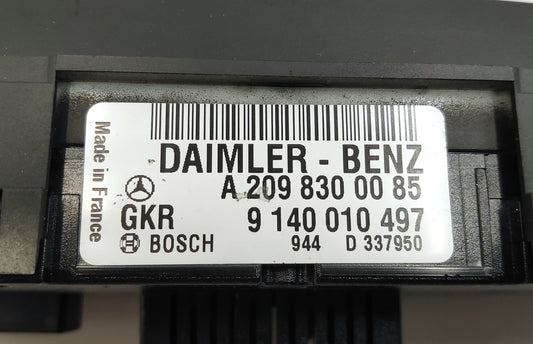 Made in France
DAIMLER - BENZ
A 209 830 00 85
GKR 9 140 010 497
BOSCH 944 D 337950